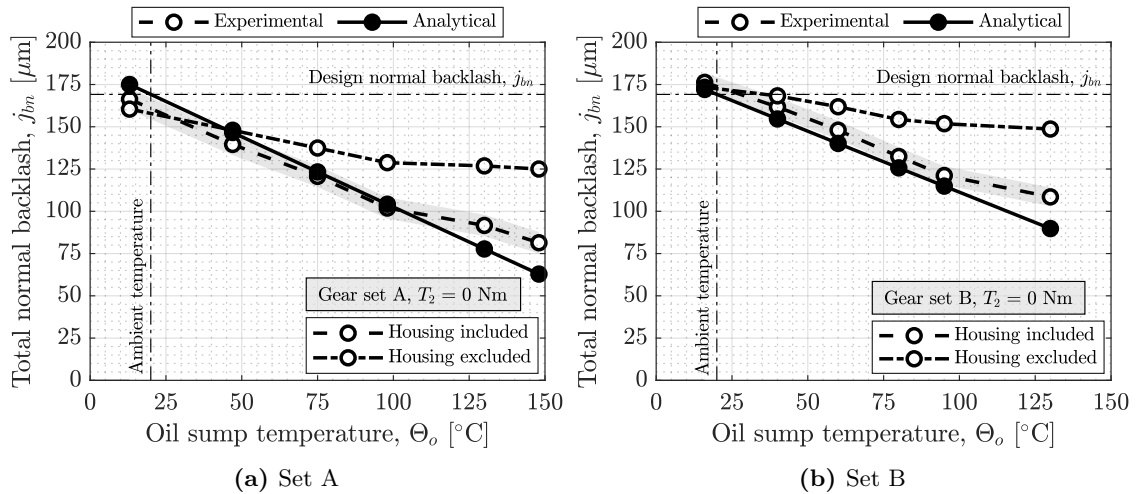 Experimental Analytical
200
175
150
125
100
75
50
25
0
Total normal backlash, j_bn [μm]
Design normal backlash, j_bn
Ambient temperature
Gear set A, T_2 = 0 Nm
Housing included
Housing excluded
0 25 50 75 100 125 150
Oil sump temperature, Θ_o [°C]
(a) Set A
Experimental Analytical
200
175
150
125
100
75
50
25
0
Total normal backlash, j_bn [μm]
Design normal backlash, j_bn
Ambient temperature
Gear set B, T_2 = 0 Nm
Housing included
Housing excluded
0 25 50 75 100 125 150
Oil sump temperature, Θ_o [°C]
(b) Set B